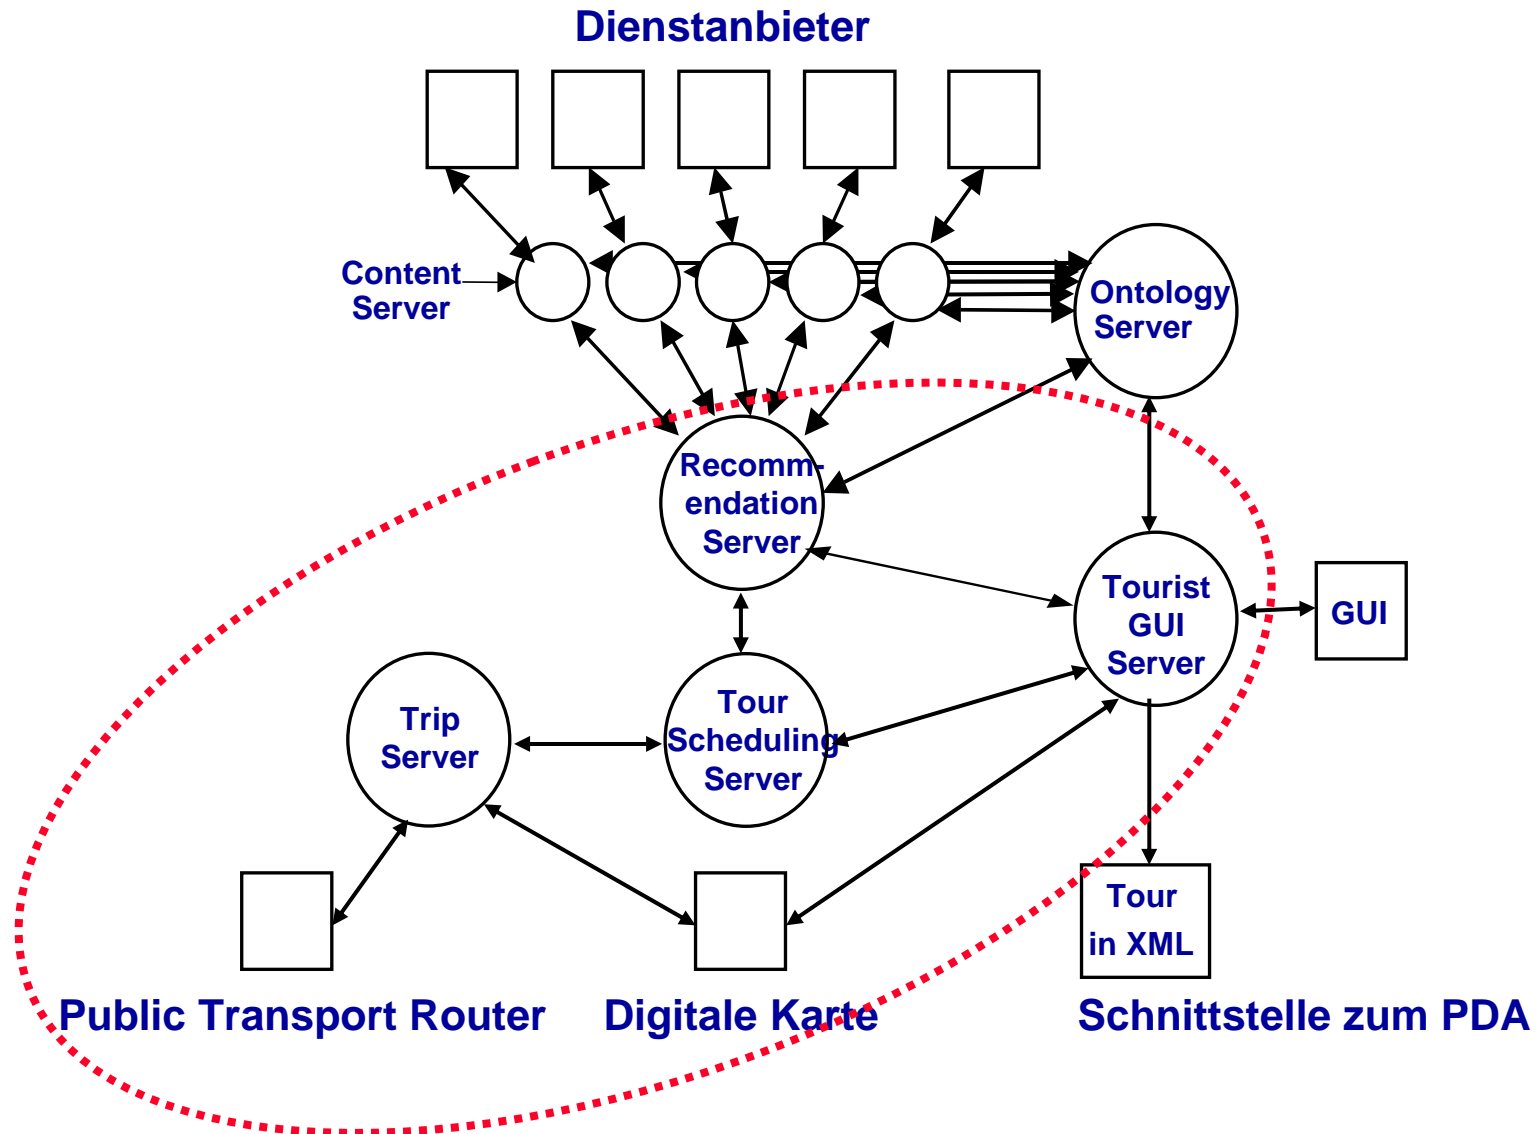 Dienstanbieter
Content
Server
Ontology
Server
Recomm-
endation
Server
Tourist
GUI
Server
GUI
Trip
Server
Tour
Scheduling
Server
Tour
in XML
Public Transport Router
Digitale Karte
Schnittstelle zum PDA